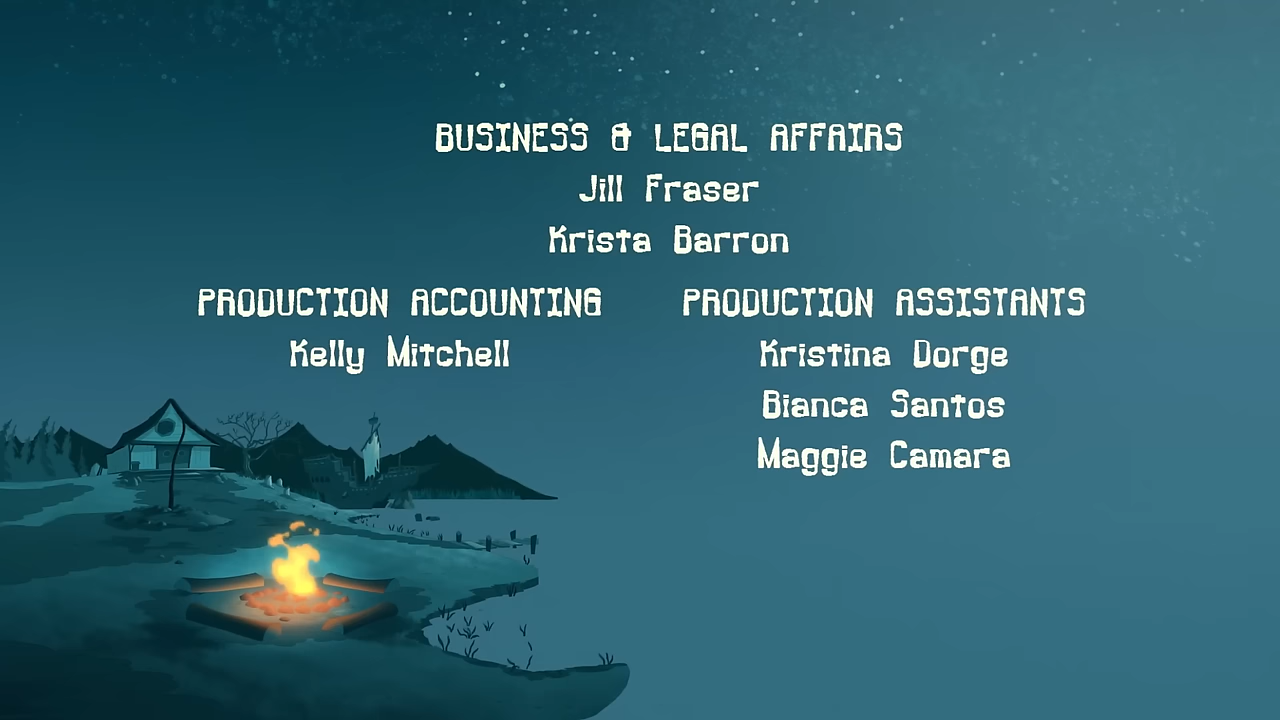 BUSINESS & LEGAL AFFAIRS
Jill Fraser
Krista Barron
PRODUCTION ACCOUNTING
Kelly Mitchell
PRODUCTION ASSISTANTS
Kristina Dorge
Bianca Santos
Maggie Camara